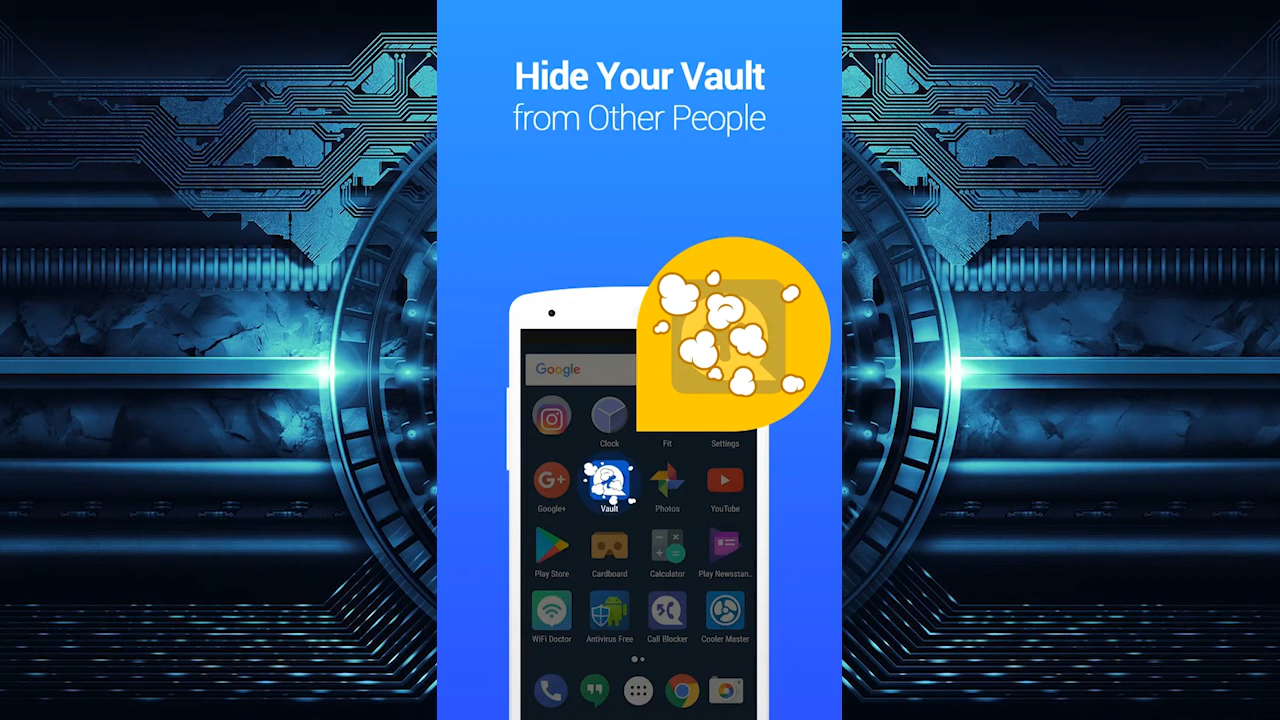 Hide Your Vault
from Other People
Google
Clock
Fit
Settings
Google+
Vault
Photos
YouTube
Play Store
Cardboard
Calculator
Play Newsstan..
WiFi Doctor
Antivirus Free
Call Blocker
Cooler Master